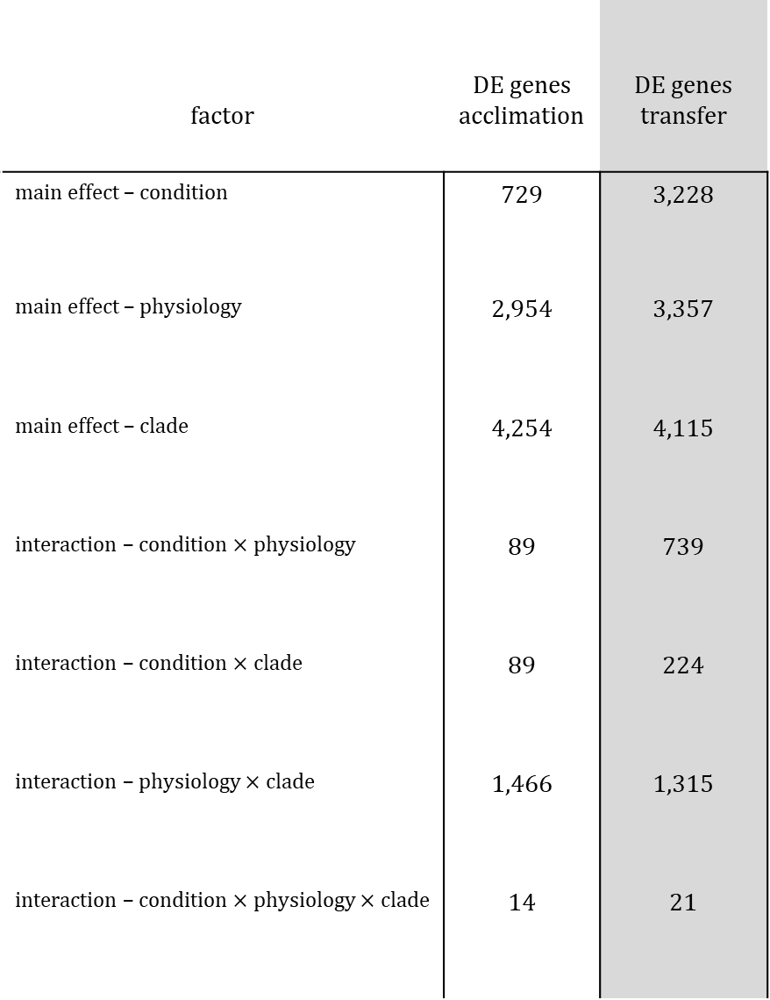 factor DE genes acclimation DE genes transfer
main effect – condition 729 3,228
main effect – physiology 2,954 3,357
main effect – clade 4,254 4,115
interaction – condition × physiology 89 739
interaction – condition × clade 89 224
interaction – physiology × clade 1,466 1,315
interaction – condition × physiology × clade 14 21